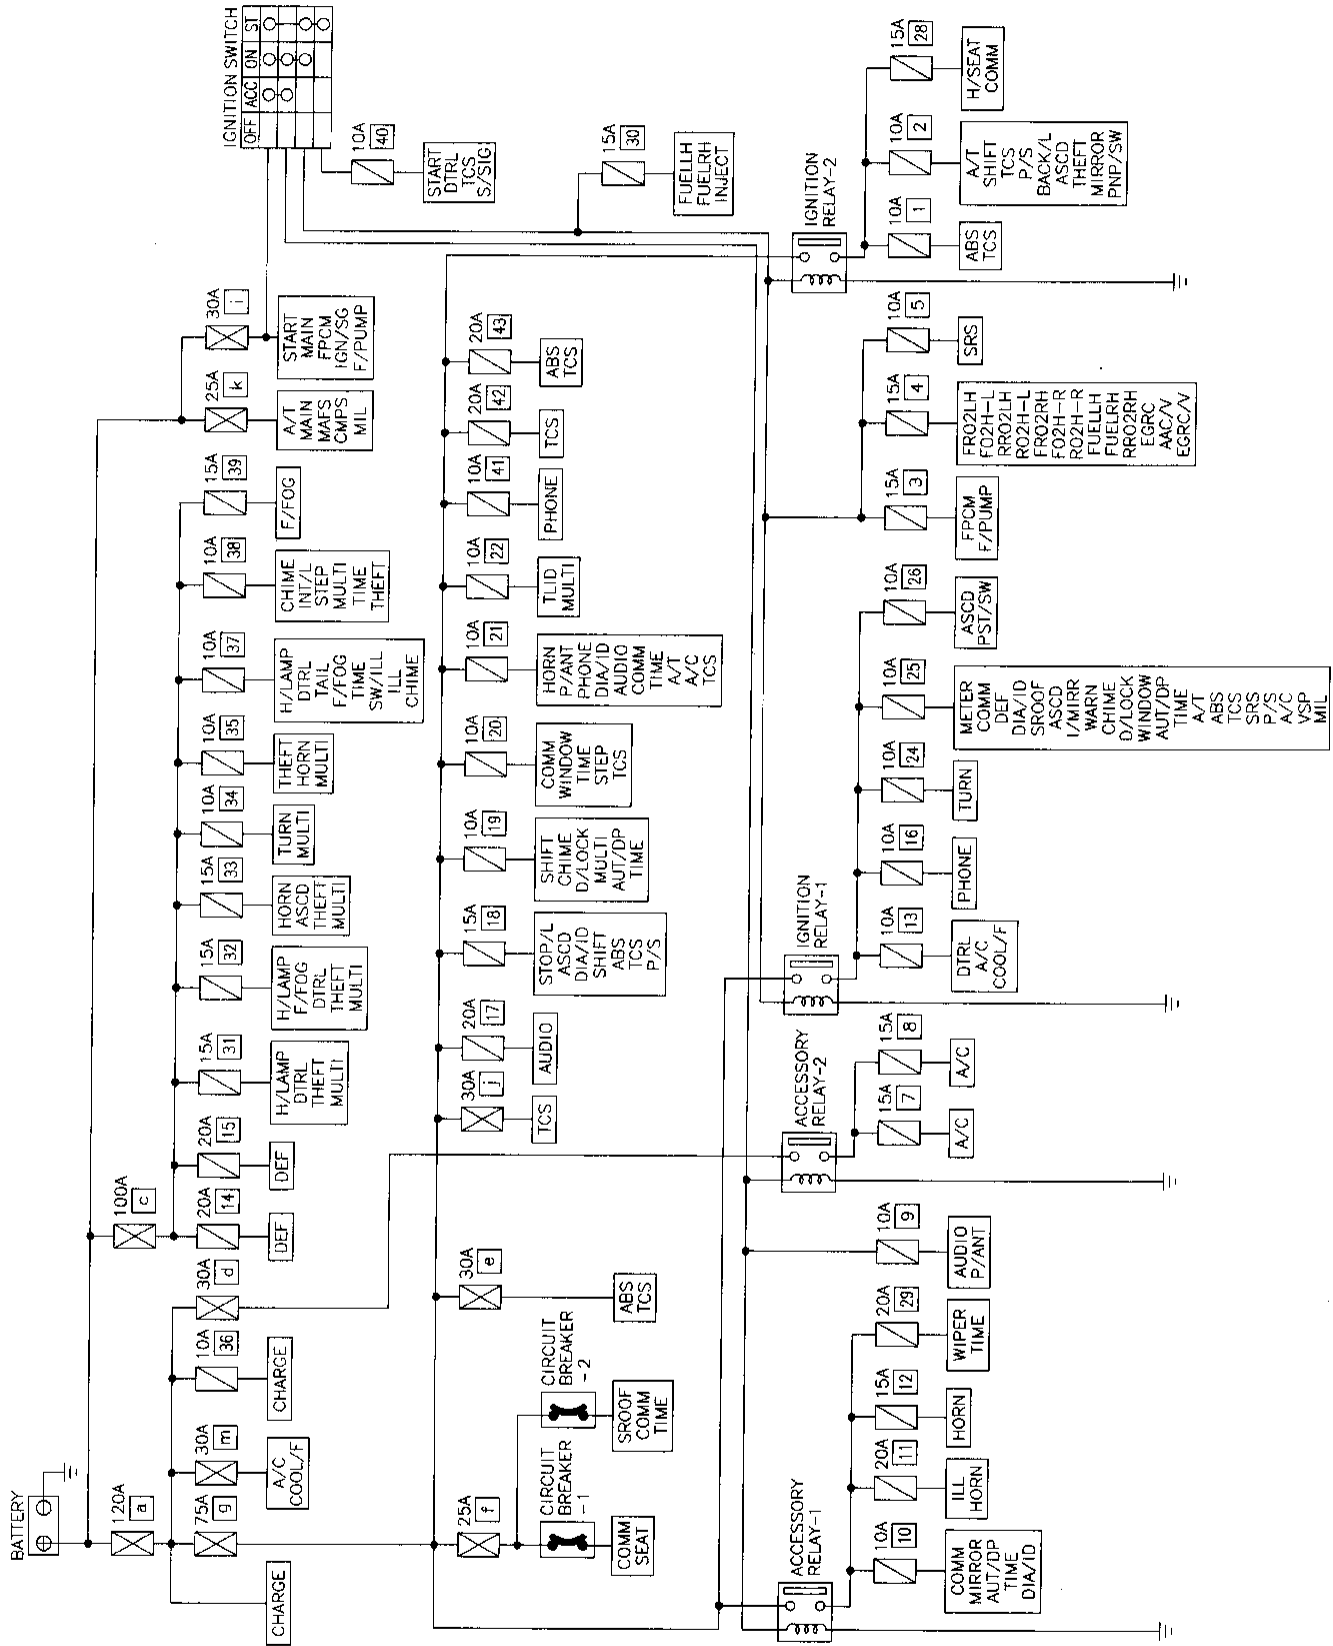 BATTERY
120A
a
CHARGE
75A
g
30A
m
A/C
COOL/F
10A
36
CHARGE
30A
d
100A
c
20A
14
DEF
20A
15
DEF
15A
31
H/LAMP
DTRL
THEFT
MULTI
15A
32
H/LAMP
F/FOG
DTRL
THEFT
MULTI
15A
33
HORN
ASCD
THEFT
MULTI
10A
34
TURN
MULTI
10A
35
THEFT
HORN
MULTI
10A
37
H/LAMP
DTRL
TAIL
F/FOG
TIME
SW/ILL
ILL
CHIME
10A
38
CHIME
INT/L
STEP
MULTI
TIME
THEFT
15A
39
F/FOG
25A
k
A/T
MAIN
MAFS
CMPS
MIL
30A
i
START
MAIN
FPCM
IGN/SG
F/PUMP
IGNITION SWITCH
OFF ACC ON ST
10A
40
START
DTRL
TCS
S/SIG
25A
f
CIRCUIT
BREAKER
-1
COMM
SEAT
CIRCUIT
BREAKER
-2
SROOF
COMM
TIME
30A
e
ABS
TCS
30A
j
TCS
20A
17
AUDIO
15A
18
STOP/L
ASCD
DIA/ID
SHIFT
ABS
TCS
P/S
10A
19
SHIFT
CHIME
D/LOCK
MULTI
AUT/DP
TIME
10A
20
COMM
WINDOW
TIME
STEP
TCS
10A
21
HORN
P/ANT
PHONE
DIA/ID
AUDIO
COMM
TIME
A/T
A/C
TCS
10A
22
TLID
MULTI
10A
41
PHONE
20A
42
TCS
20A
43
ABS
TCS
15A
30
FUELLH
FUELRH
INJECT
ACCESSORY
RELAY-1
10A
10
COMM
MIRROR
AUT/DP
TIME
DIA/ID
20A
11
ILL
HORN
15A
12
HORN
20A
29
WIPER
TIME
10A
9
AUDIO
P/ANT
ACCESSORY
RELAY-2
15A
7
A/C
15A
8
A/C
IGNITION
RELAY-1
10A
13
DTRL
A/C
COOL/F
10A
16
PHONE
10A
24
TURN
10A
25
METER
COMM
DEF
DIA/ID
SROOF
ASCD
I/MIRR
WARN
CHIME
D/LOCK
WINDOW
AUT/DP
TIME
A/T
ABS
TCS
SRS
P/S
A/C
VSP
MIL
10A
26
ASCD
PST/SW
15A
3
FPCM
F/PUMP
15A
4
FRO2LH
FO2H-L
RRO2LH
RO2H-L
FRO2RH
FO2H-R
RO2H-R
FUELLH
FUELRH
RRO2RH
EGRC
AAC/V
EGRC/V
10A
5
SRS
IGNITION
RELAY-2
10A
1
ABS
TCS
10A
2
A/T
SHIFT
TCS
P/S
BACK/L
ASCD
THEFT
MIRROR
PNP/SW
15A
28
H/SEAT
COMM